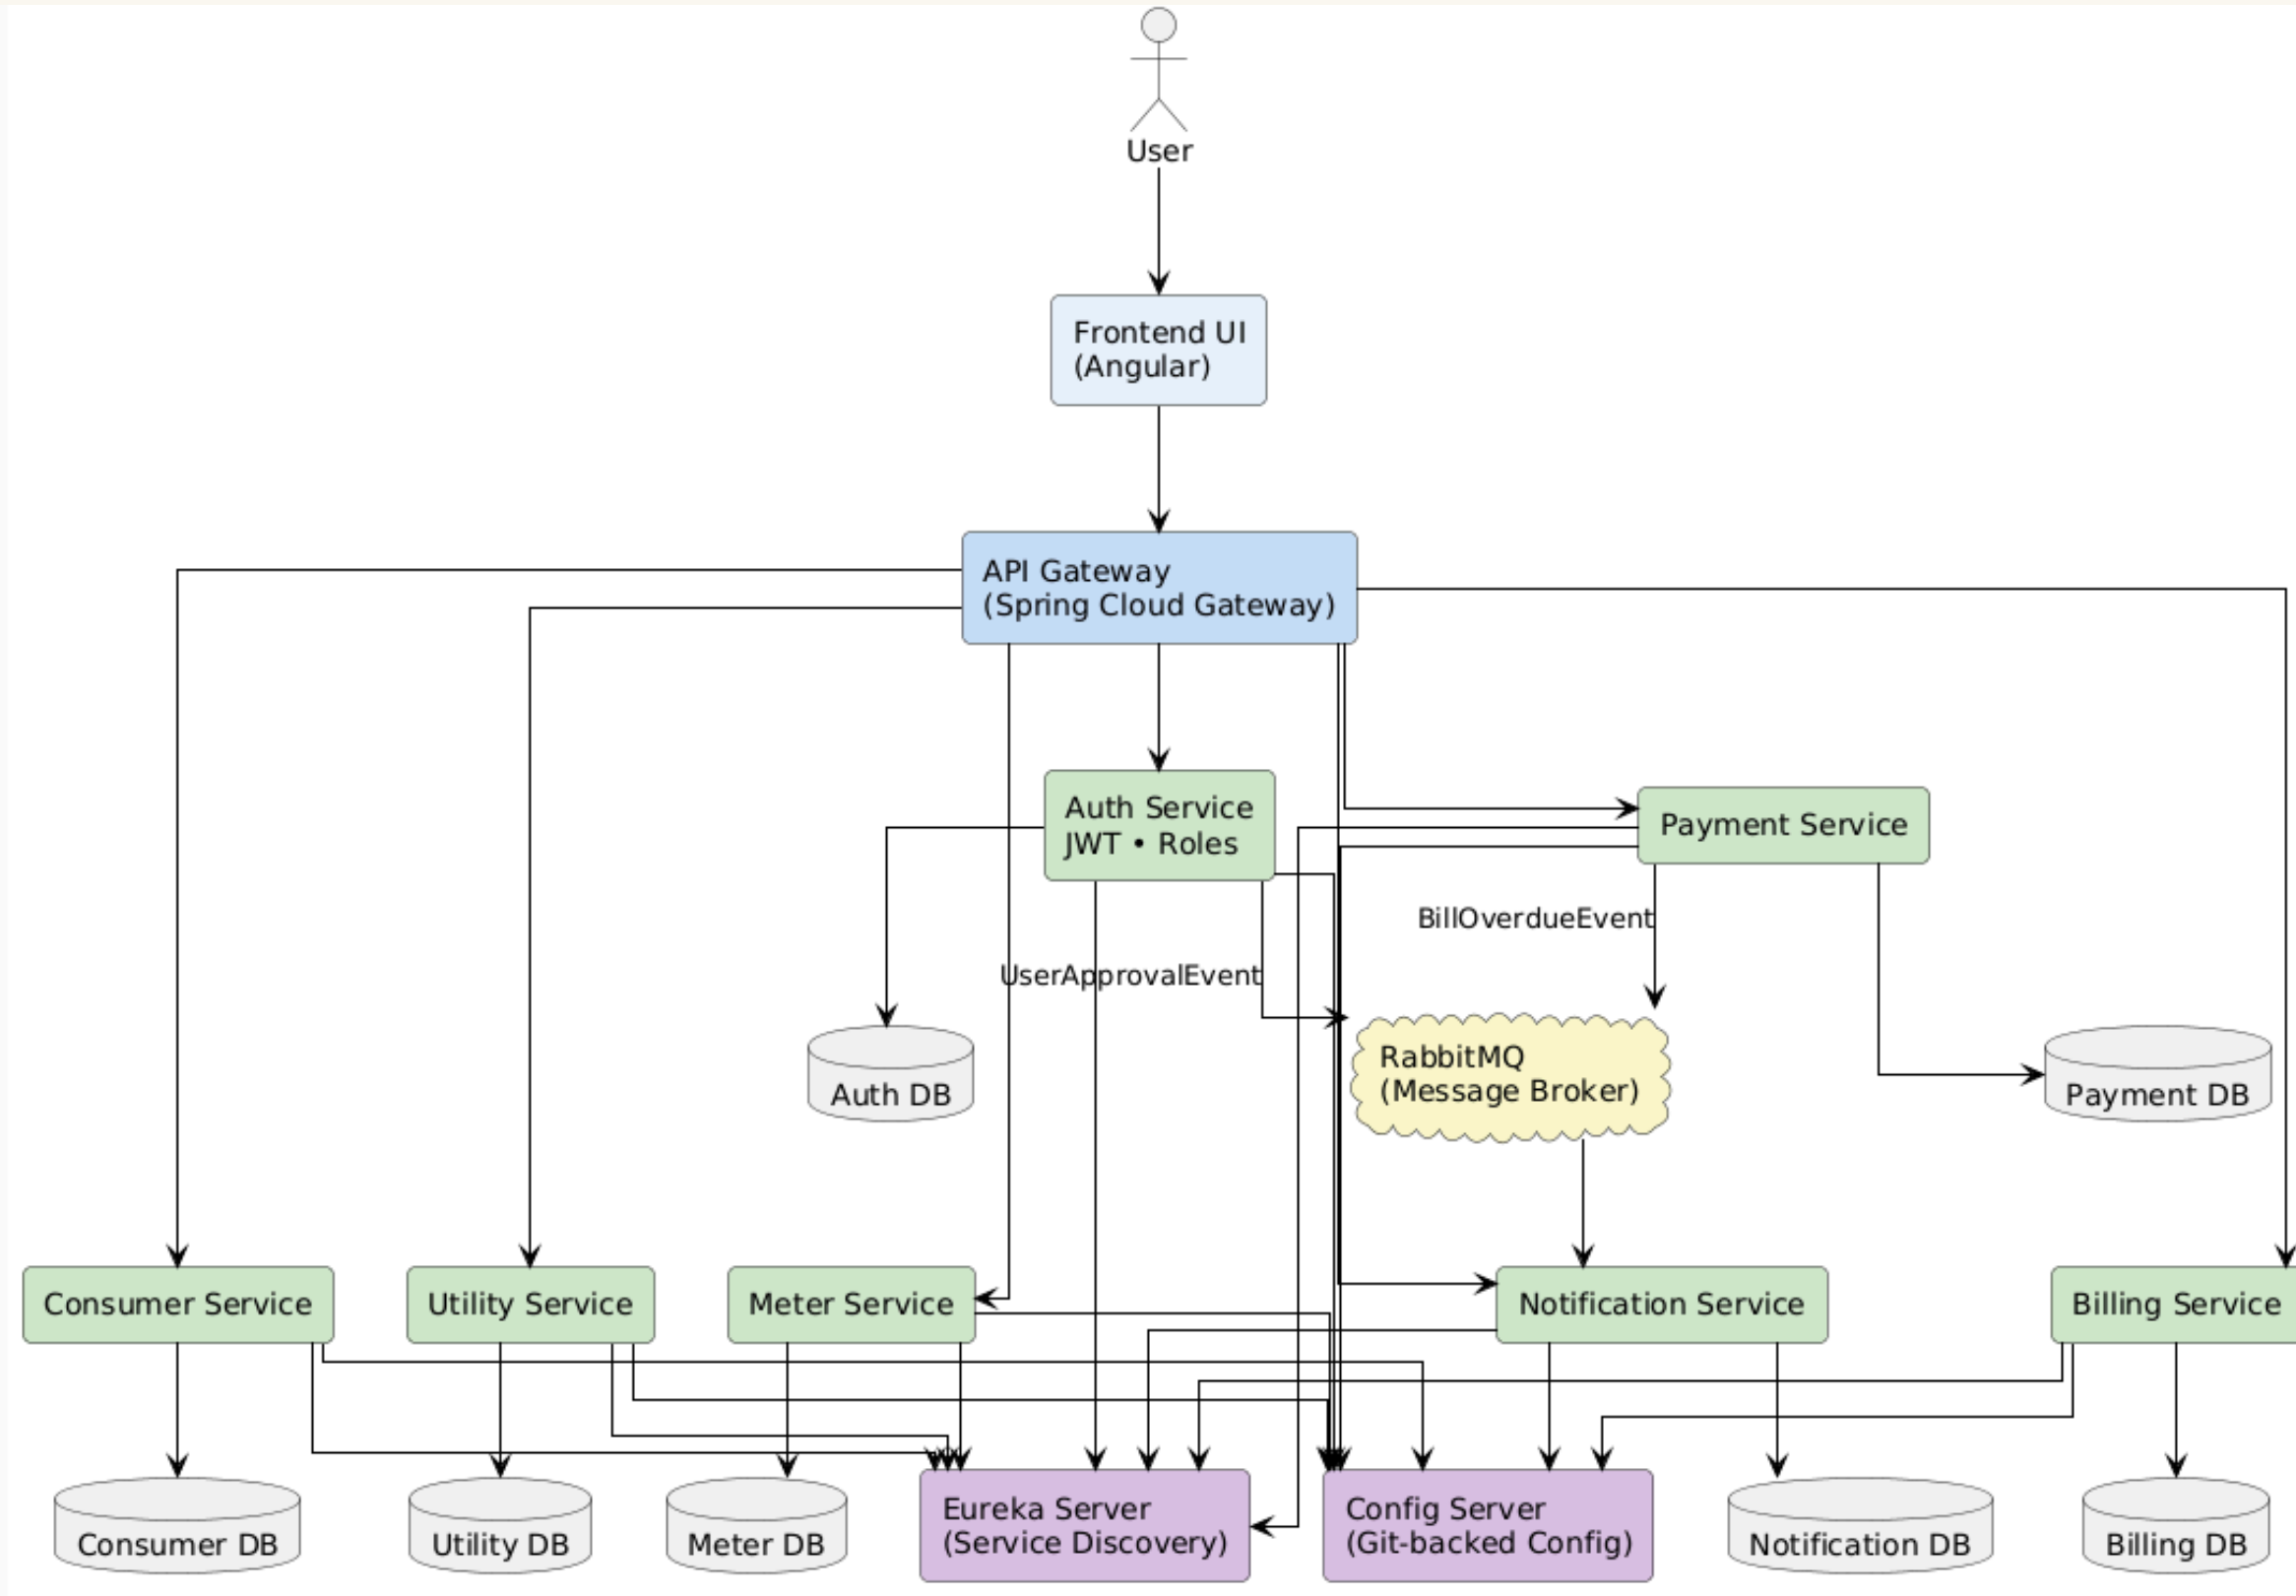 User
Frontend UI
(Angular)
API Gateway
(Spring Cloud Gateway)
Auth Service
JWT • Roles
Payment Service
BillOverdueEvent
UserApprovalEvent
RabbitMQ
(Message Broker)
Auth DB
Payment DB
Consumer Service
Utility Service
Meter Service
Notification Service
Billing Service
Eureka Server
(Service Discovery)
Config Server
(Git-backed Config)
Consumer DB
Utility DB
Meter DB
Notification DB
Billing DB